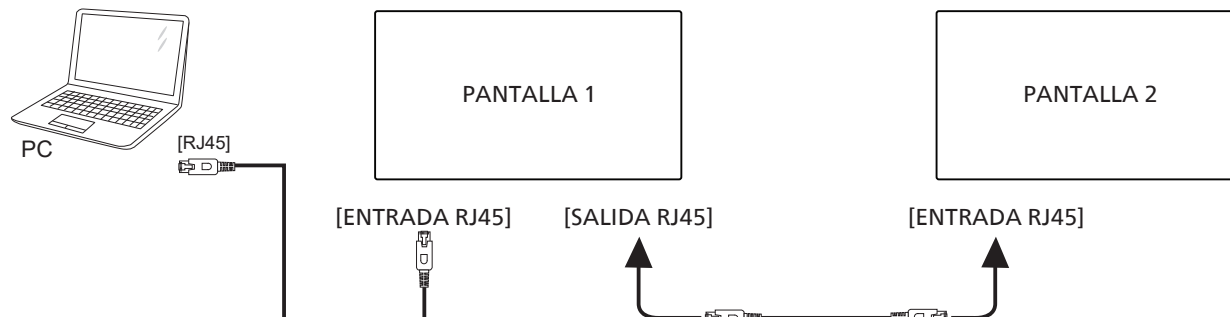 PANTALLA 1
PANTALLA 2
PC
[RJ45]
[ENTRADA RJ45]
[SALIDA RJ45]
[ENTRADA RJ45]